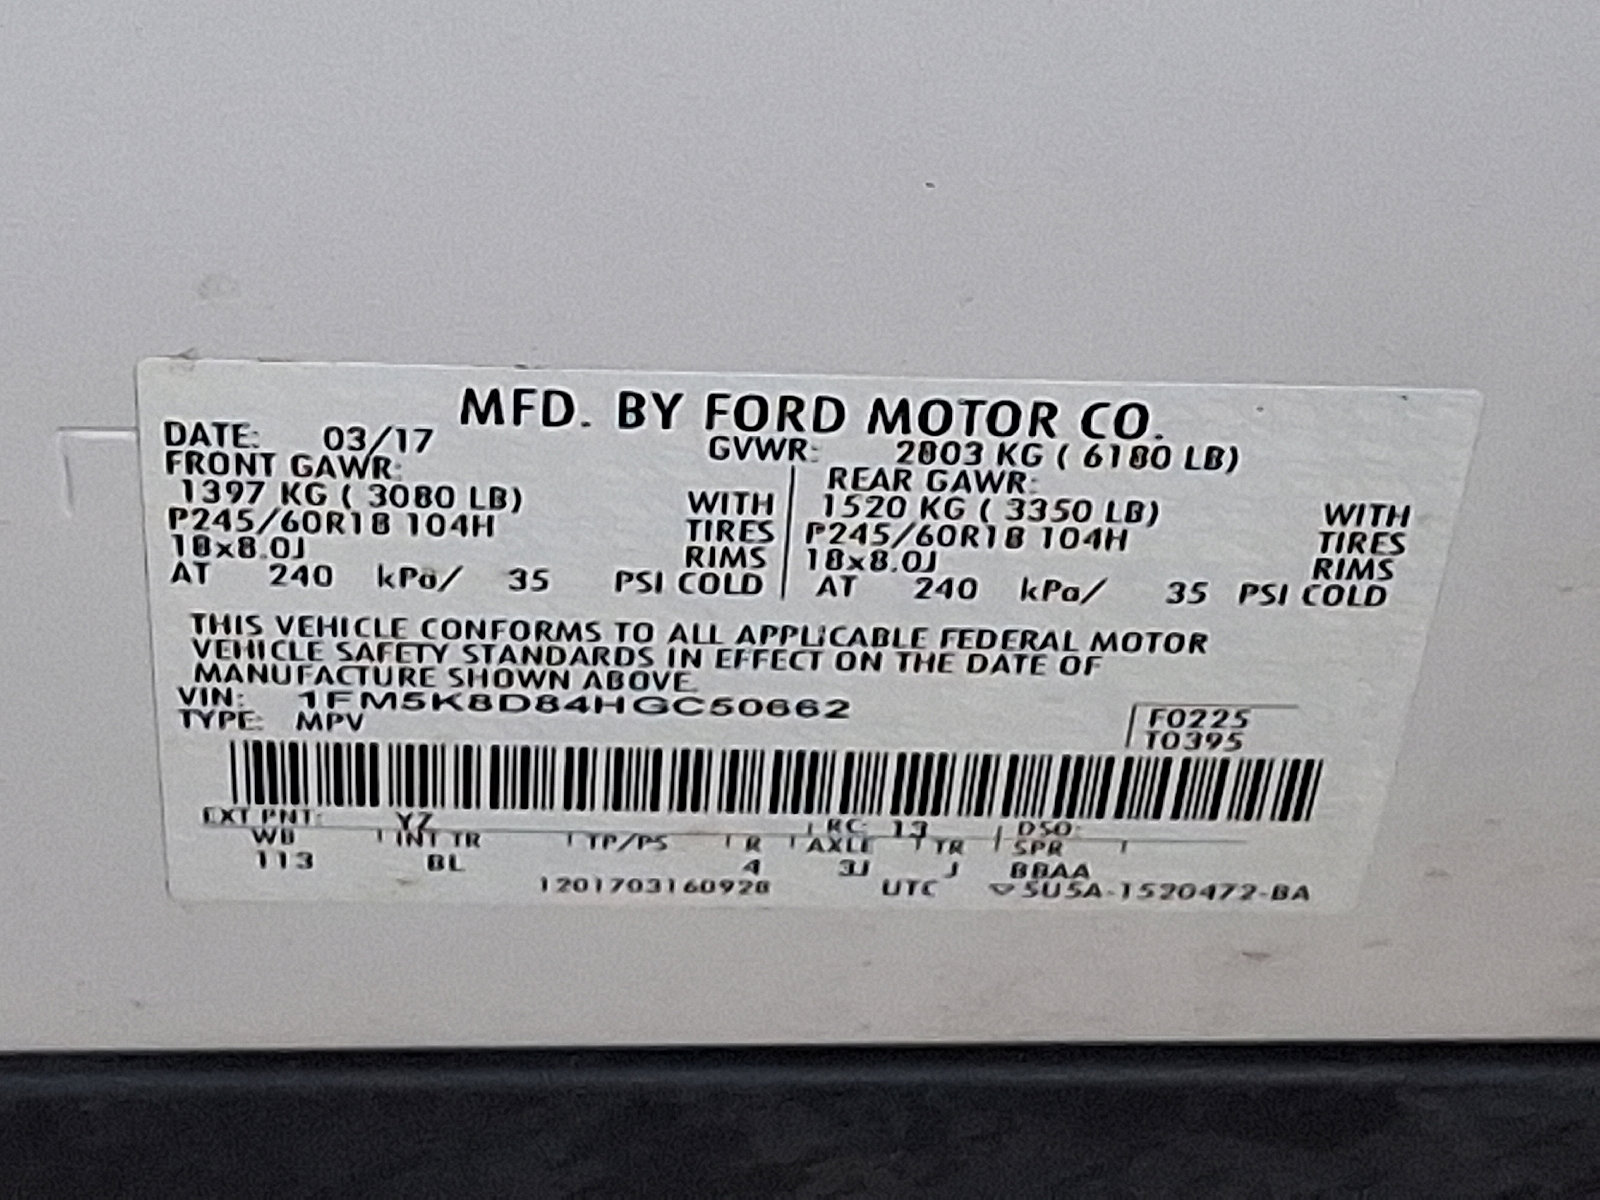 MFD. BY FORD MOTOR CO.
DATE: 03/17 GVWR: 2803 KG ( 6180 LB)
FRONT GAWR: REAR GAWR:
1397 KG ( 3080 LB) WITH 1520 KG ( 3350 LB) WITH
P245/60R18 104H TIRES P245/60R18 104H TIRES
18x8.0J RIMS 18x8.0J RIMS
AT 240 kPa/ 35 PSI COLD AT 240 kPa/ 35 PSI COLD
THIS VEHICLE CONFORMS TO ALL APPLICABLE FEDERAL MOTOR
VEHICLE SAFETY STANDARDS IN EFFECT ON THE DATE OF
MANUFACTURE SHOWN ABOVE.
VIN: 1FM5K8D84HGC50662
TYPE: MPV
F0225
T0395
EXT PNT: YZ RC: 13 DSO:
WB INT TR TP/PS R AXLE TR SPR
113 BL 4 3J J BBAA
1201703160928 UTC ▽ 5U5A-1520472-BA